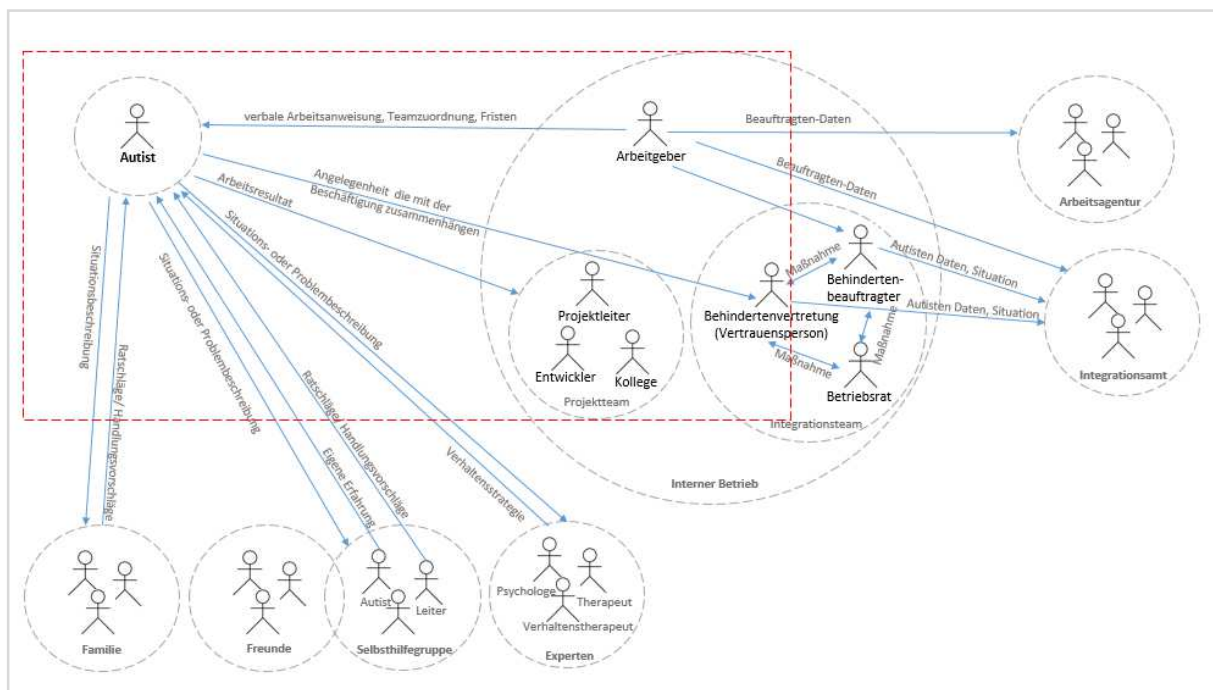 verbale Arbeitsanweisung, Teamzuordnung, Fristen
Autist
Arbeitgeber
Beauftragten-Daten
Beauftragten-Daten
Arbeitsagentur
Angelegenheit die mit der
Beschäftigung zusammenhängen
Arbeitsresultat
Situations- oder Problembeschreibung
Situationsbeschreibung
Ratschläge/ Handlungsvorschläge
Situations- oder Problembeschreibung
Eigene Erfahrung
Ratschläge/ Handlungsvorschläge
Verhaltensstrategie
Projektleiter
Entwickler
Kollege
Projektteam
Maßnahme
Behinderten-
beauftragter
Autisten Daten, Situation
Behindertenvertretung
(Vertrauensperson)
Autisten Daten, Situation
Maßnahme
Maßnahme
Betriebsrat
Integrationsteam
Integrationsamt
Interner Betrieb
Familie
Freunde
Autist
Leiter
Selbsthilfegruppe
Psychologe
Therapeut
Verhaltenstherapeut
Experten